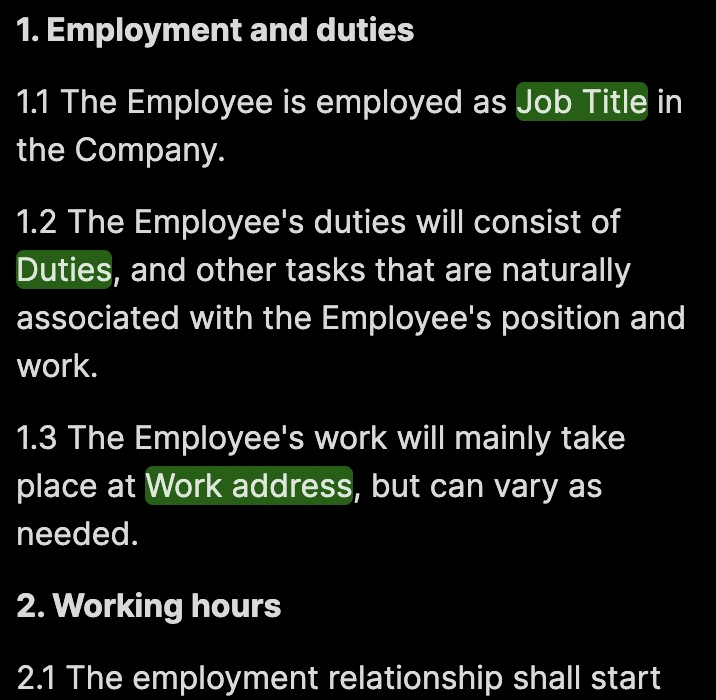 1. Employment and duties
1.1 The Employee is employed as Job Title in
the Company.
1.2 The Employee's duties will consist of
Duties, and other tasks that are naturally
associated with the Employee's position and
work.
1.3 The Employee's work will mainly take
place at Work address, but can vary as
needed.
2. Working hours
2.1 The employment relationship shall start